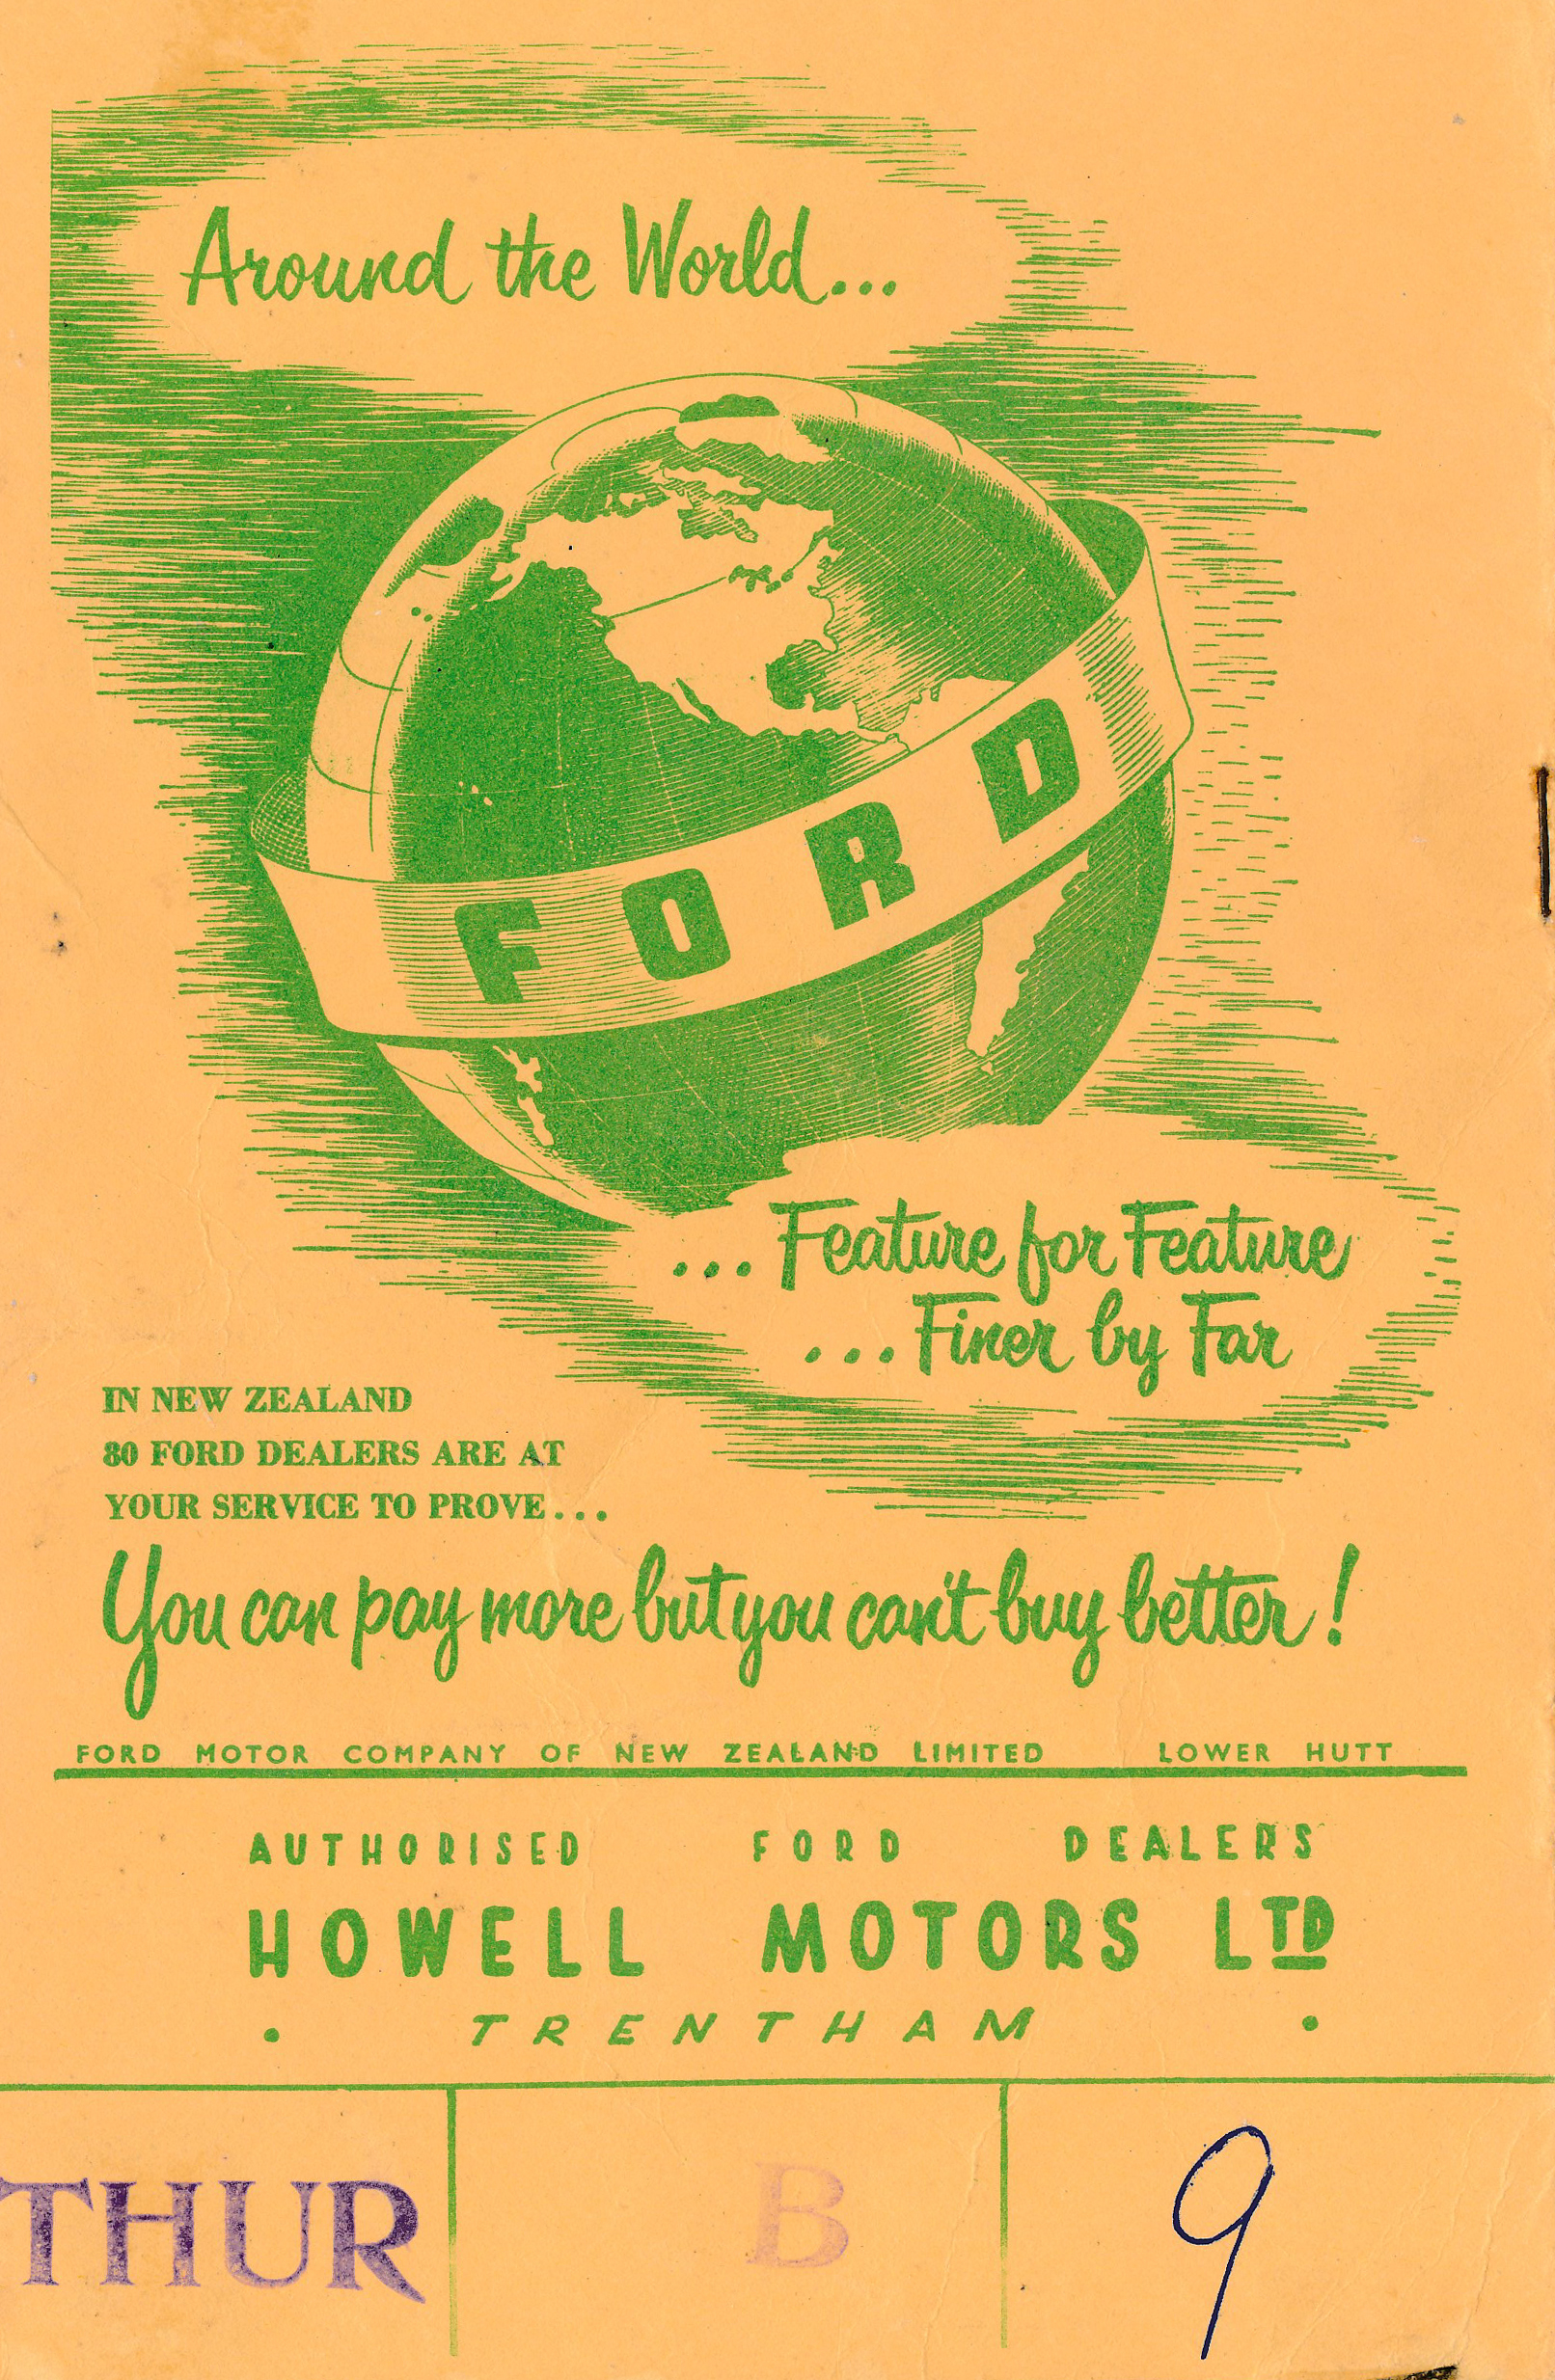 Around the World...
FORD
...Feature for Feature
...Finer by Far
IN NEW ZEALAND
80 FORD DEALERS ARE AT
YOUR SERVICE TO PROVE...
You can pay more but you can't buy better!
FORD MOTOR COMPANY OF NEW ZEALAND LIMITED LOWER HUTT
AUTHORISED FORD DEALERS
HOWELL MOTORS LTD
• TRENTHAM •
THUR B 9